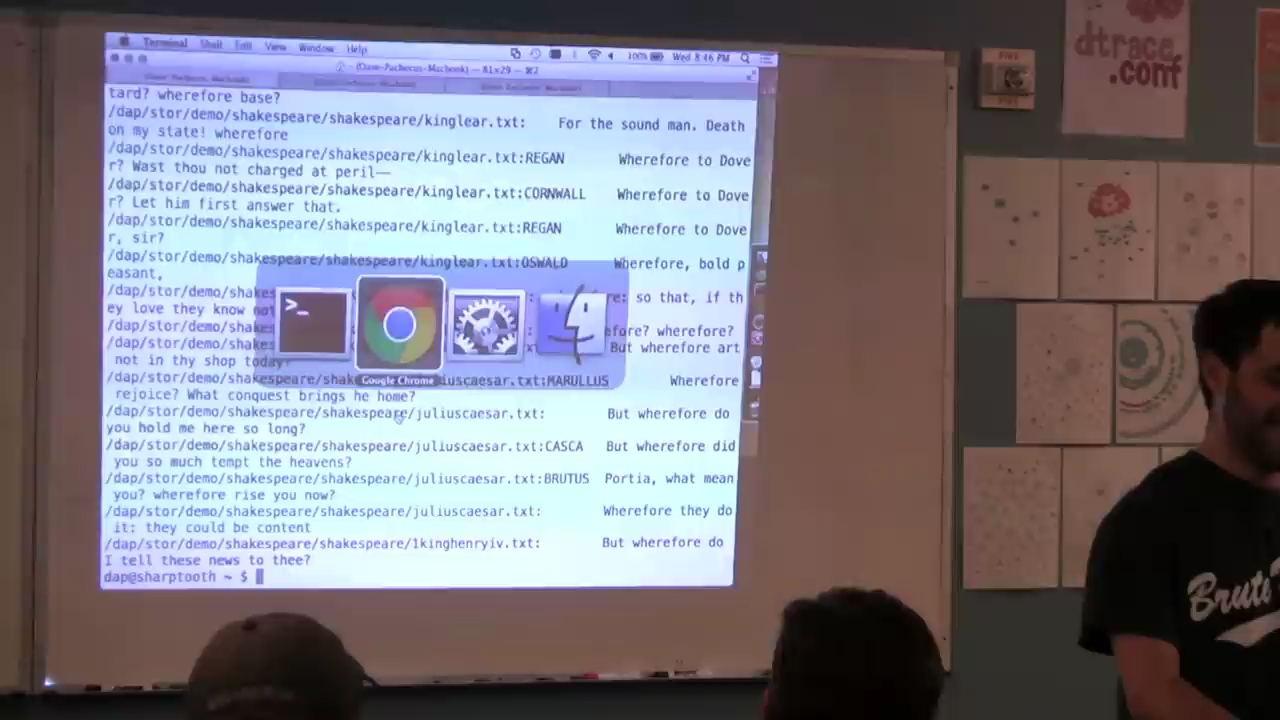 Terminal Shell Edit View Window Help 100% Wed 8:46 PM
(Dave-Pachecos-Macbook) — 81×29 — ⌘2
tard? wherefore base?
/dap/stor/demo/shakespeare/shakespeare/kinglear.txt: For the sound man. Death
on my state! wherefore
/dap/stor/demo/shakespeare/shakespeare/kinglear.txt:REGAN Wherefore to Dove
r? Wast thou not charged at peril—
/dap/stor/demo/shakespeare/shakespeare/kinglear.txt:CORNWALL Wherefore to Dove
r? Let him first answer that.
/dap/stor/demo/shakespeare/shakespeare/kinglear.txt:REGAN Wherefore to Dove
r, sir?
/dap/stor/demo/shakespeare/shakespeare/kinglear.txt:OSWALD Wherefore, bold p
easant,
/dap/stor/demo/shakes : so that, if th
ey love they know not
/dap/stor/demo/shakes fore? wherefore?
/dap/stor/demo/shakes But wherefore art
not in thy shop today?
/dap/stor/demo/shakespeare/shak iuscaesar.txt:MARULLUS Wherefore
Google Chrome
rejoice? What conquest brings he home?
/dap/stor/demo/shakespeare/shakespeare/juliuscaesar.txt: But wherefore do
you hold me here so long?
/dap/stor/demo/shakespeare/shakespeare/juliuscaesar.txt:CASCA But wherefore did
you so much tempt the heavens?
/dap/stor/demo/shakespeare/shakespeare/juliuscaesar.txt:BRUTUS Portia, what mean
you? wherefore rise you now?
/dap/stor/demo/shakespeare/shakespeare/juliuscaesar.txt: Wherefore they do
it: they could be content
/dap/stor/demo/shakespeare/shakespeare/1kinghenryiv.txt: But wherefore do
I tell these news to thee?
dap@sharptooth ~ $
dtrace
.conf
FIRE
Brute